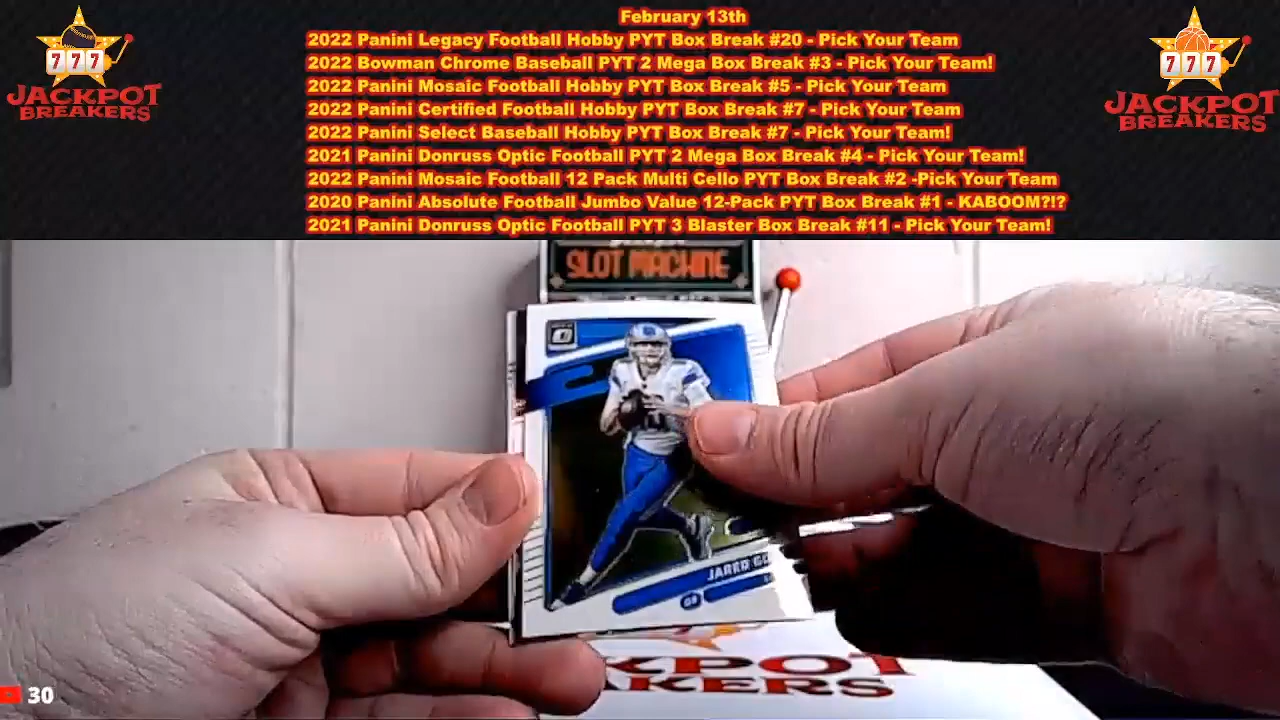 February 13th
2022 Panini Legacy Football Hobby PYT Box Break #20 - Pick Your Team
2022 Bowman Chrome Baseball PYT 2 Mega Box Break #3 - Pick Your Team!
2022 Panini Mosaic Football Hobby PYT Box Break #5 - Pick Your Team
2022 Panini Certified Football Hobby PYT Box Break #7 - Pick Your Team
2022 Panini Select Baseball Hobby PYT Box Break #7 - Pick Your Team!
2021 Panini Donruss Optic Football PYT 2 Mega Box Break #4 - Pick Your Team!
2022 Panini Mosaic Football 12 Pack Multi Cello PYT Box Break #2 -Pick Your Team
2020 Panini Absolute Football Jumbo Value 12-Pack PYT Box Break #1 - KABOOM?!?
2021 Panini Donruss Optic Football PYT 3 Blaster Box Break #11 - Pick Your Team!
777
JACKPOT
BREAKERS
777
JACKPOT
BREAKERS
SLOT MACHINE
JARED
QB
KPOT
AKERS
30